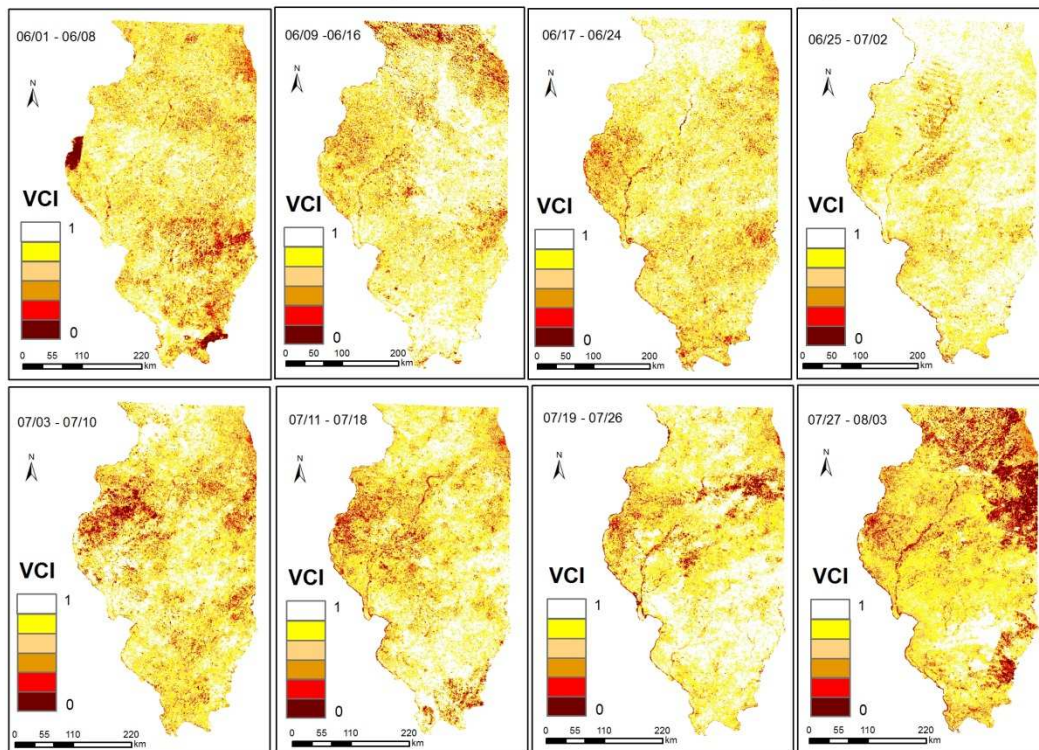 06/01 - 06/08
N
VCI
1
0
0 55 110 220
km
06/09 -06/16
N
VCI
1
0
0 50 100 200
km
06/17 - 06/24
N
VCI
1
0
0 50 100 200
km
06/25 - 07/02
N
VCI
1
0
0 50 100 200
km
07/03 - 07/10
N
VCI
1
0
0 55 110 220
km
07/11 - 07/18
N
VCI
1
0
0 55 110 220
km
07/19 - 07/26
N
VCI
1
0
0 55 110 220
km
07/27 - 08/03
N
VCI
1
0
0 55 110 220
km